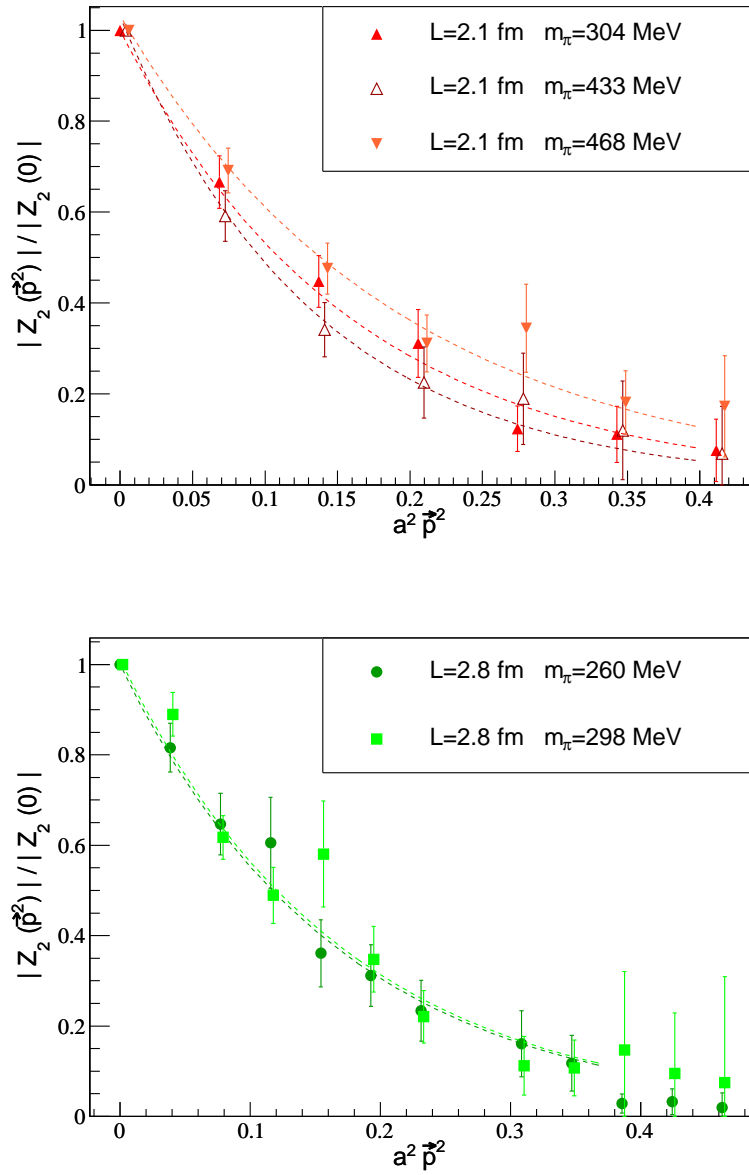 L=2.1 fm m_π=304 MeV
L=2.1 fm m_π=433 MeV
L=2.1 fm m_π=468 MeV
1
0.8
0.6
0.4
0.2
0
| Z_2 (p⃗^2) | / | Z_2 (0) |
0 0.05 0.1 0.15 0.2 0.25 0.3 0.35 0.4
a^2 p⃗^2
L=2.8 fm m_π=260 MeV
L=2.8 fm m_π=298 MeV
1
0.8
0.6
0.4
0.2
0
| Z_2 (p⃗^2) | / | Z_2 (0) |
0 0.1 0.2 0.3 0.4
a^2 p⃗^2